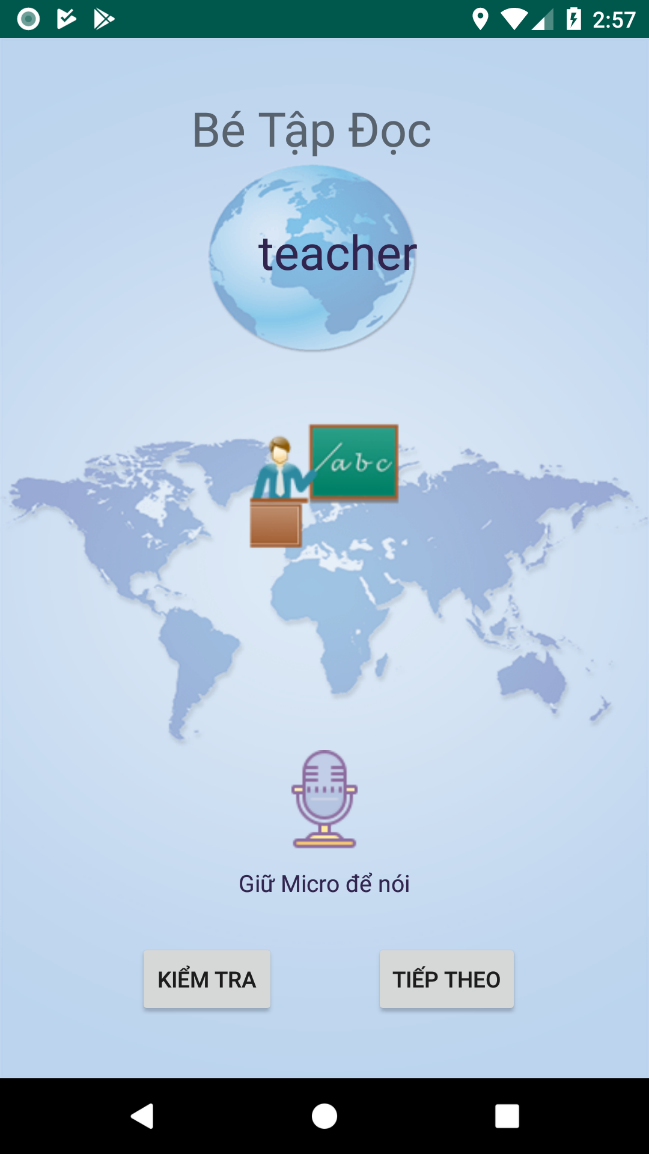 2:57
Bé Tập Đọc
teacher
abc
Giữ Micro để nói
KIỂM TRA
TIẾP THEO